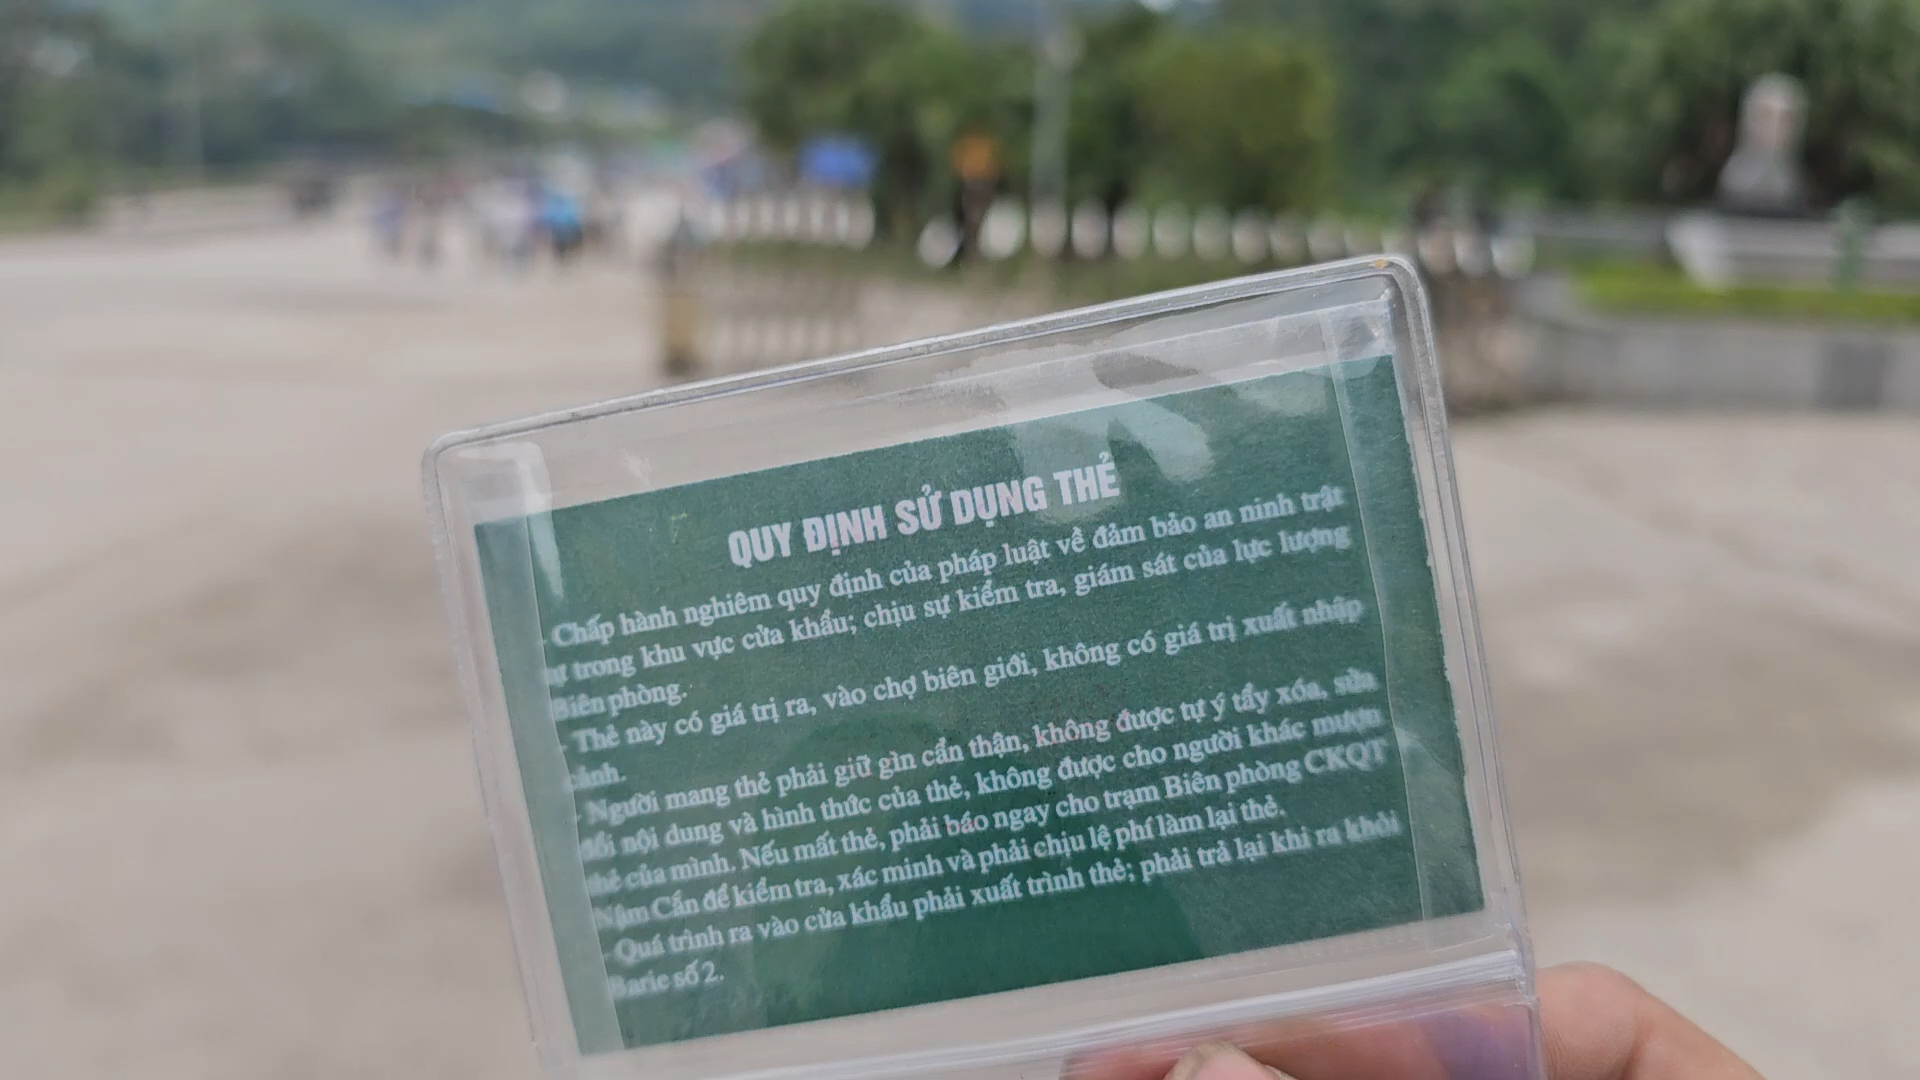 QUY ĐỊNH SỬ DỤNG THẺ
- Chấp hành nghiêm quy định của pháp luật về đảm bảo an ninh trật
tự trong khu vực cửa khẩu; chịu sự kiểm tra, giám sát của lực lượng
Biên phòng.
- Thẻ này có giá trị ra, vào chợ biên giới, không có giá trị xuất nhập
cảnh.
- Người mang thẻ phải giữ gìn cẩn thận, không được tự ý tẩy xóa, sửa
đổi nội dung và hình thức của thẻ, không được cho người khác mượn
thẻ của mình. Nếu mất thẻ, phải báo ngay cho trạm Biên phòng CKQT
Nậm Cắn để kiểm tra, xác minh và phải chịu lệ phí làm lại thẻ.
- Quá trình ra vào cửa khẩu phải xuất trình thẻ; phải trả lại khi ra khỏi
Baric số 2.